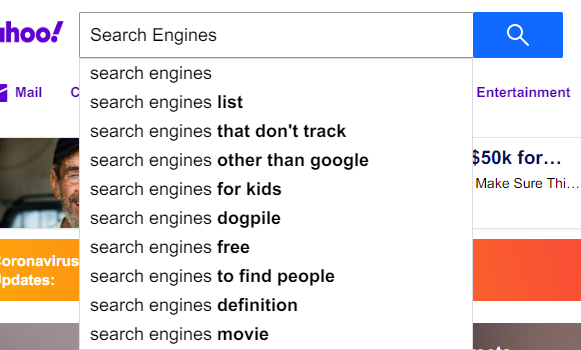 ahoo!
Search Engines
Mail
C
Entertainment
search engines
search engines list
search engines that don't track
search engines other than google
search engines for kids
search engines dogpile
search engines free
search engines to find people
search engines definition
search engines movie
$50k for…
Make Sure Thi…
Coronavirus
Updates: